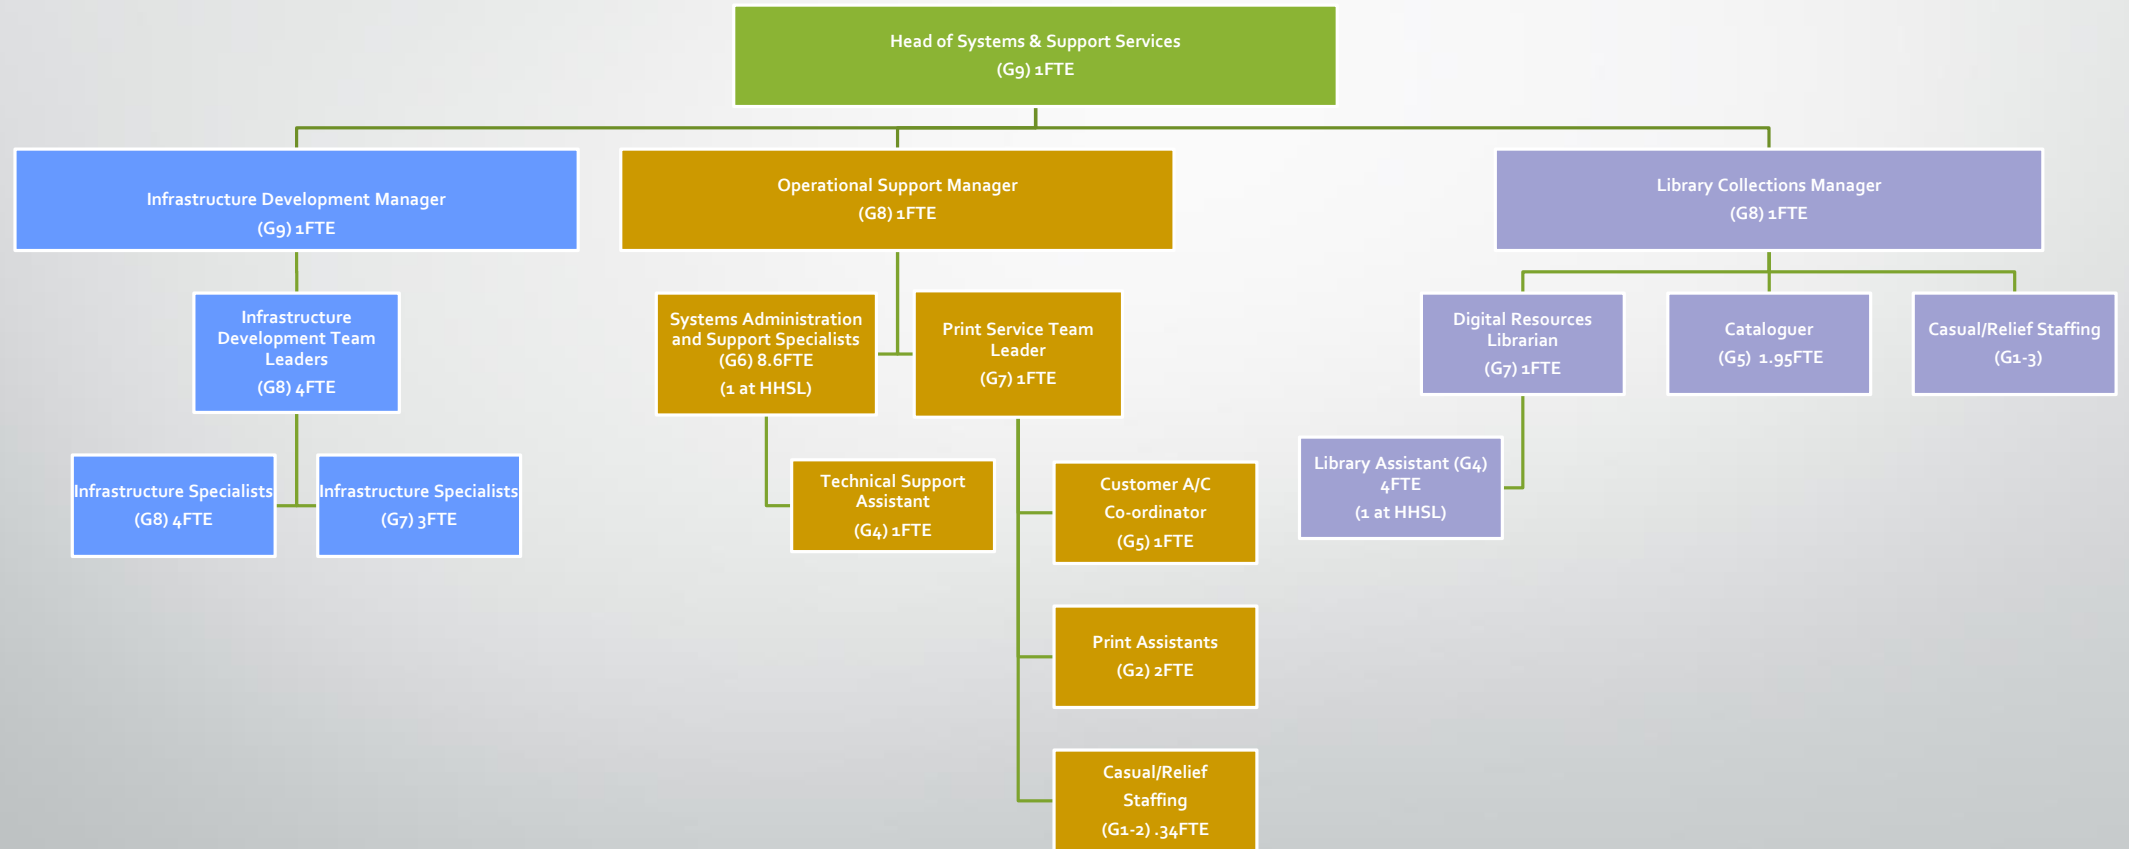 Head of Systems & Support Services
(G9) 1FTE
Infrastructure Development Manager
(G9) 1FTE
Operational Support Manager
(G8) 1FTE
Library Collections Manager
(G8) 1FTE
Infrastructure
Development Team
Leaders
(G8) 4FTE
Systems Administration
and Support Specialists
(G6) 8.6FTE
(1 at HHSL)
Print Service Team
Leader
(G7) 1FTE
Digital Resources
Librarian
(G7) 1FTE
Cataloguer
(G5) 1.95FTE
Casual/Relief Staffing
(G1-3)
Infrastructure Specialists
(G8) 4FTE
Infrastructure Specialists
(G7) 3FTE
Technical Support
Assistant
(G4) 1FTE
Customer A/C
Co-ordinator
(G5) 1FTE
Library Assistant (G4)
4FTE
(1 at HHSL)
Print Assistants
(G2) 2FTE
Casual/Relief
Staffing
(G1-2) .34FTE